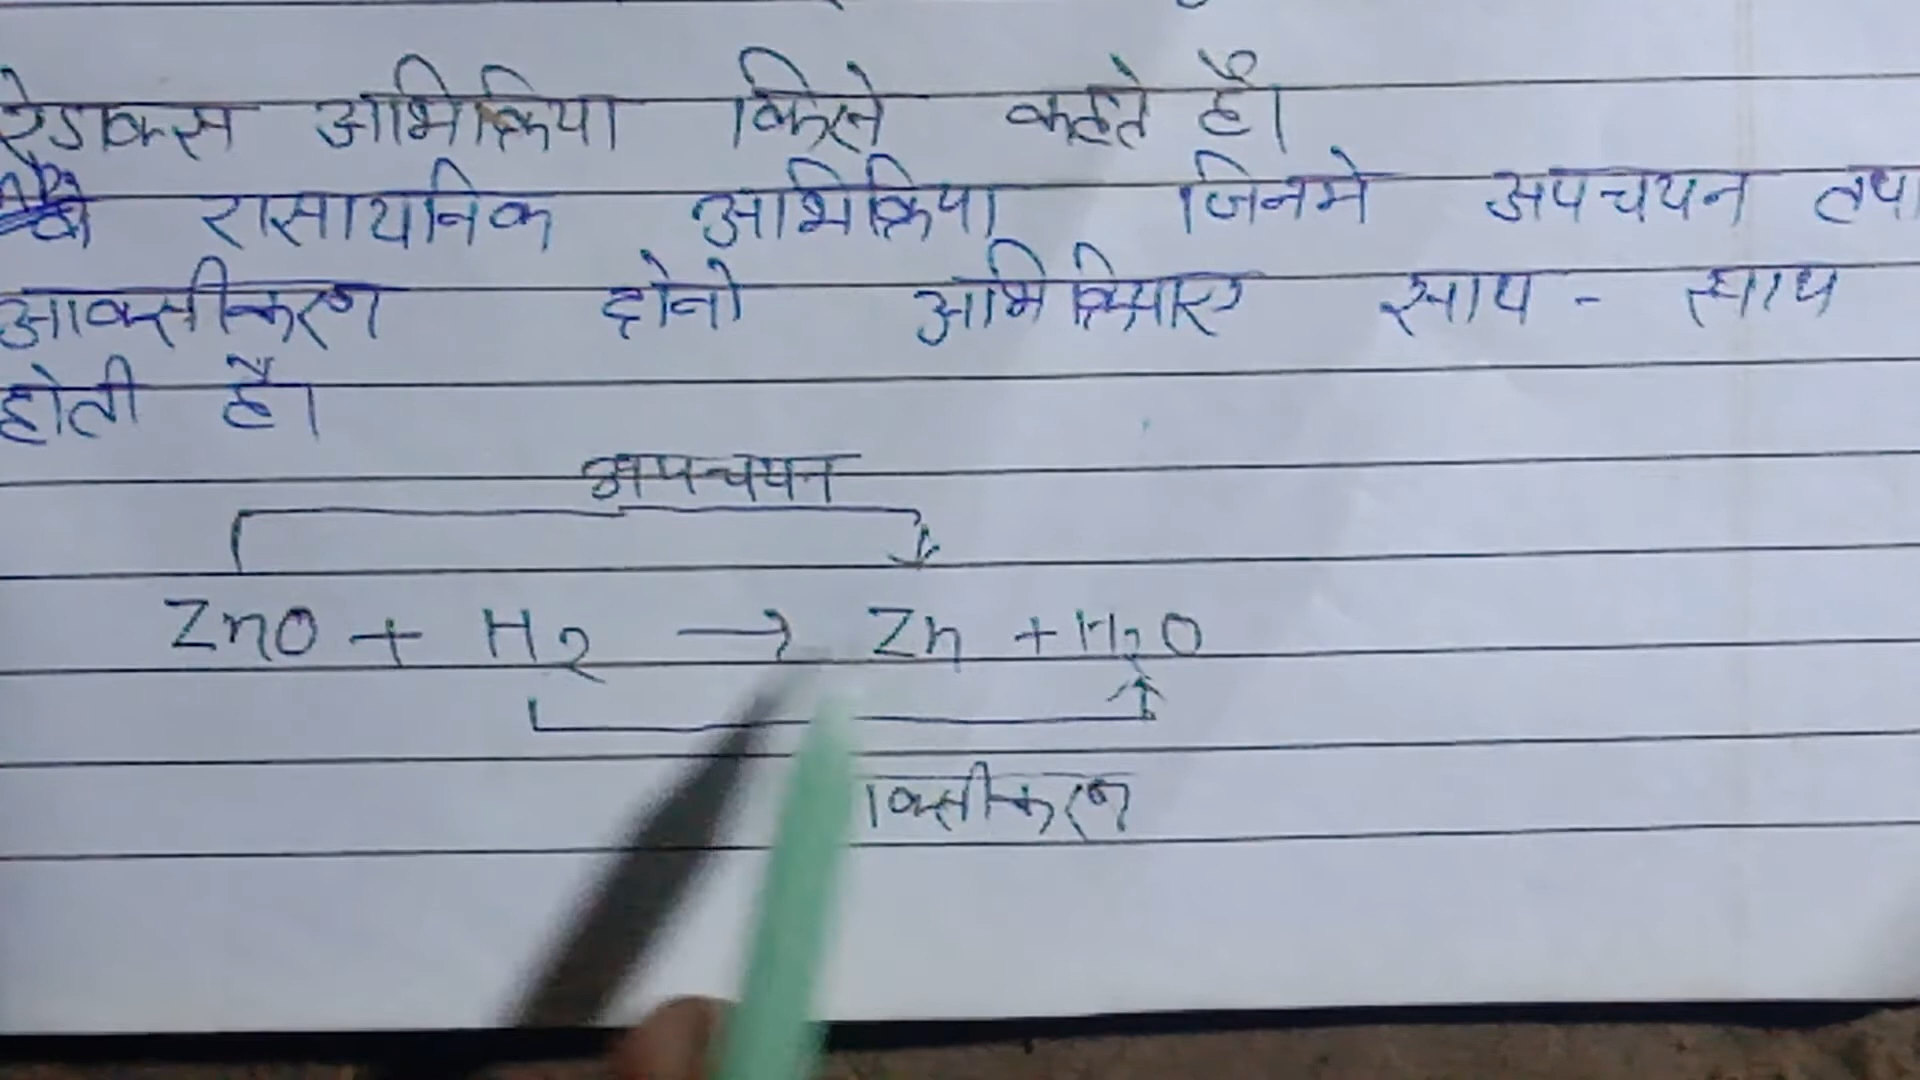 रेडाक्स अभिक्रिया किसे कहते है।
रासायनिक अभिक्रिया जिनमे अपचयन तथा
आक्सीकरण दोनो अभिक्रियाए साथ - साथ
होती है।
अपचयन
ZnO + H2 → Zn + H2O
ाक्सीकरण